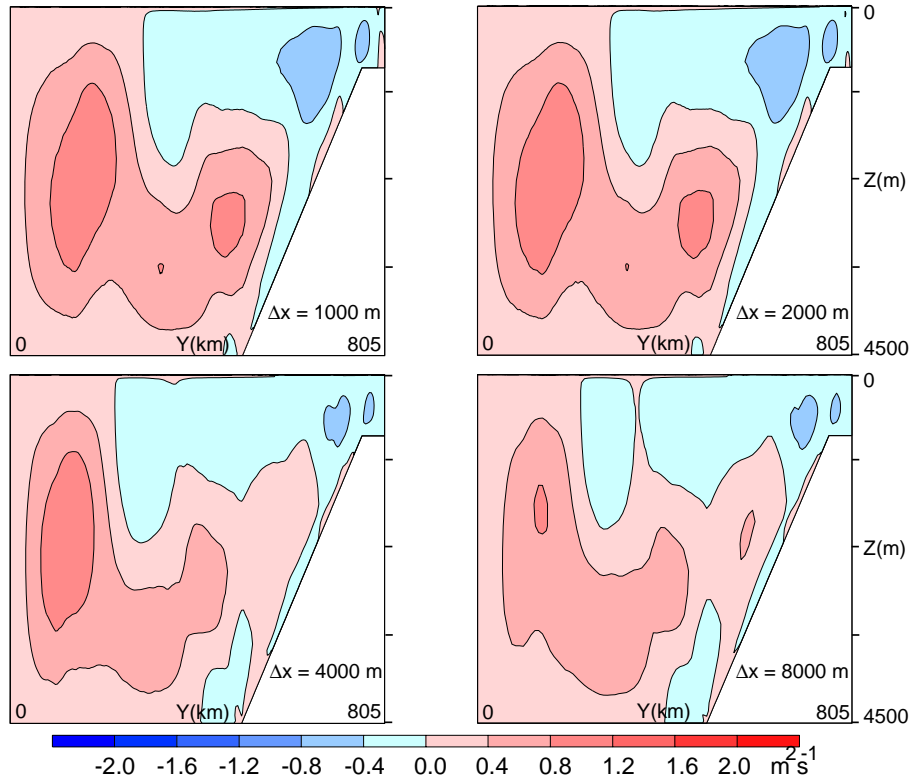 0
Z(m)
Δx = 1000 m
Δx = 2000 m
0 Y(km) 805
0 Y(km) 805
4500
0
Z(m)
Δx = 4000 m
Δx = 8000 m
0 Y(km) 805
0 Y(km) 805
4500
-2.0 -1.6 -1.2 -0.8 -0.4 0.0 0.4 0.8 1.2 1.6 2.0 m²s⁻¹